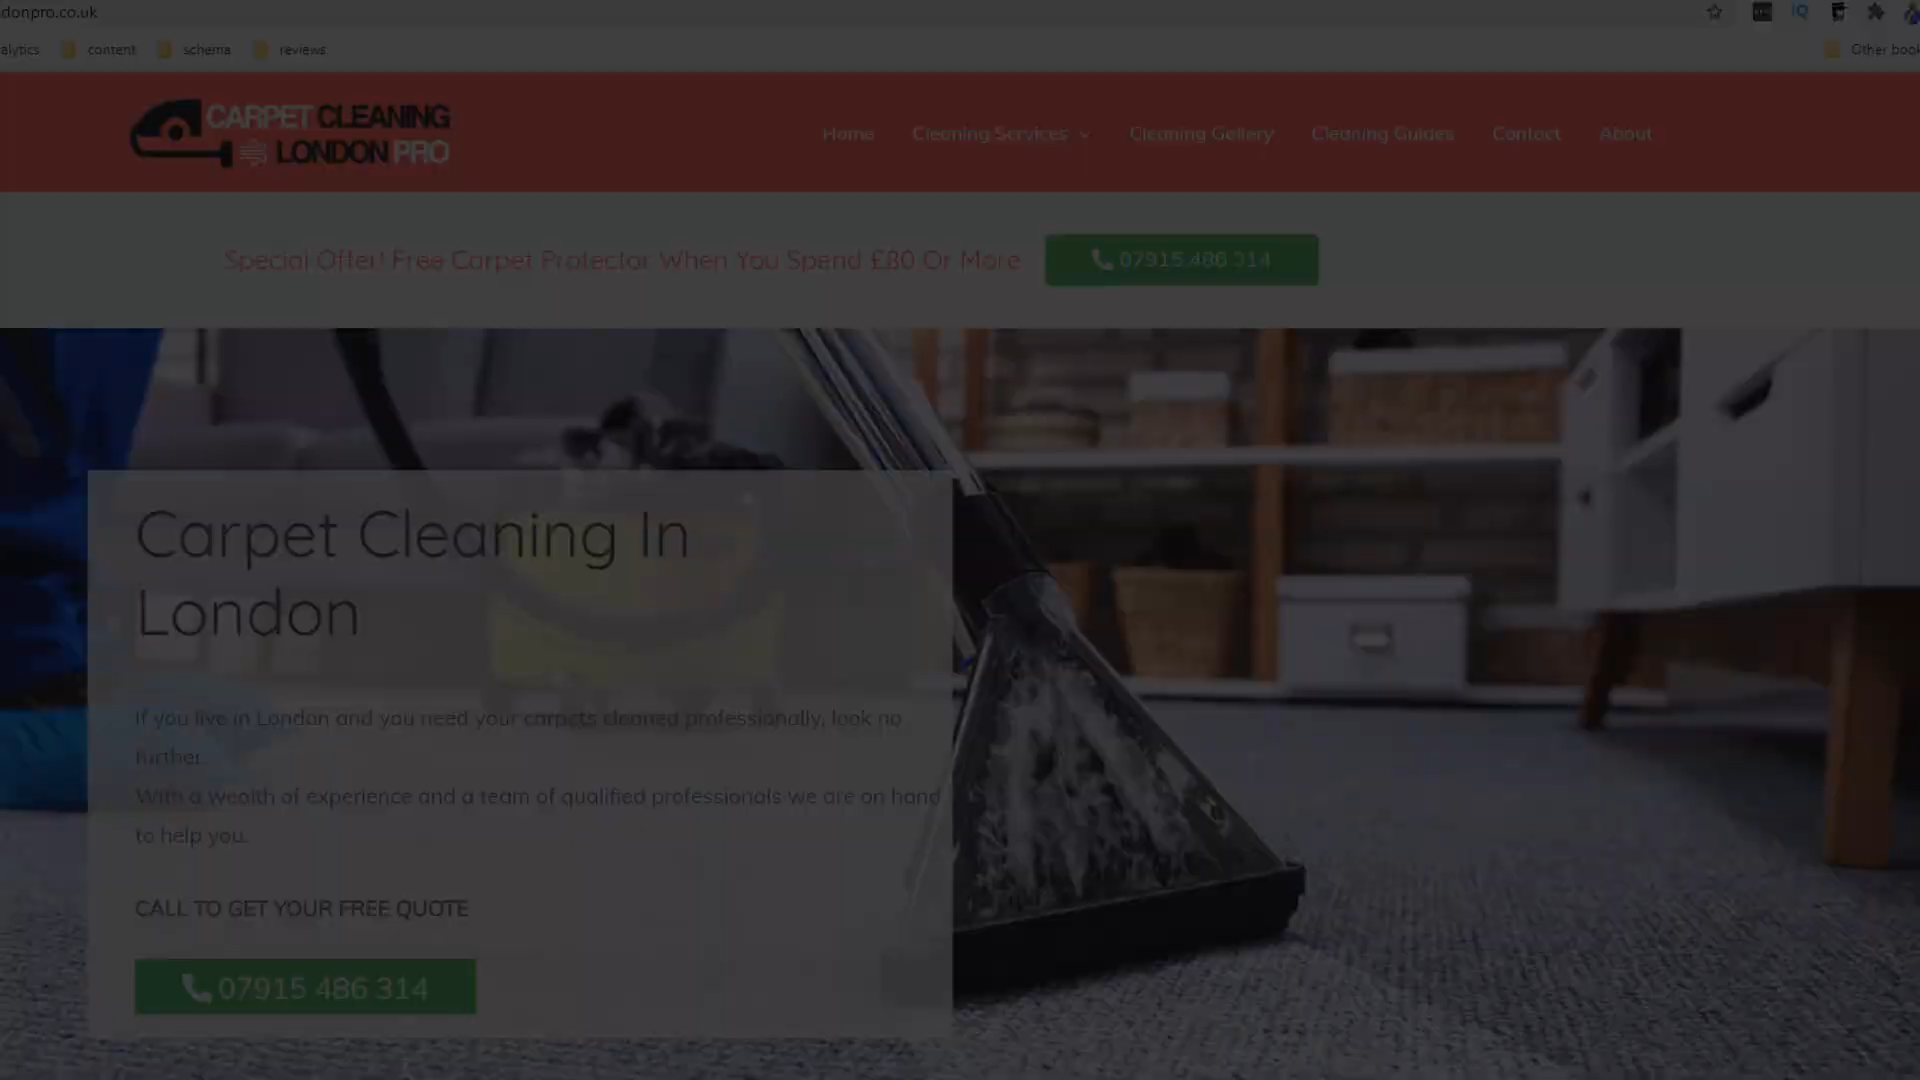 donpro.co.uk
alytics content schema reviews Other book
CARPET CLEANING
LONDON PRO
Home Cleaning Services Cleaning Gallery Cleaning Guides Contact About
Special Offer! Free Carpet Protector When You Spend £80 Or More 07915 486 314
Carpet Cleaning In
London
If you live in London and you need your carpets cleaned professionally, look no
further.
With a wealth of experience and a team of qualified professionals we are on hand
to help you.
CALL TO GET YOUR FREE QUOTE
07915 486 314